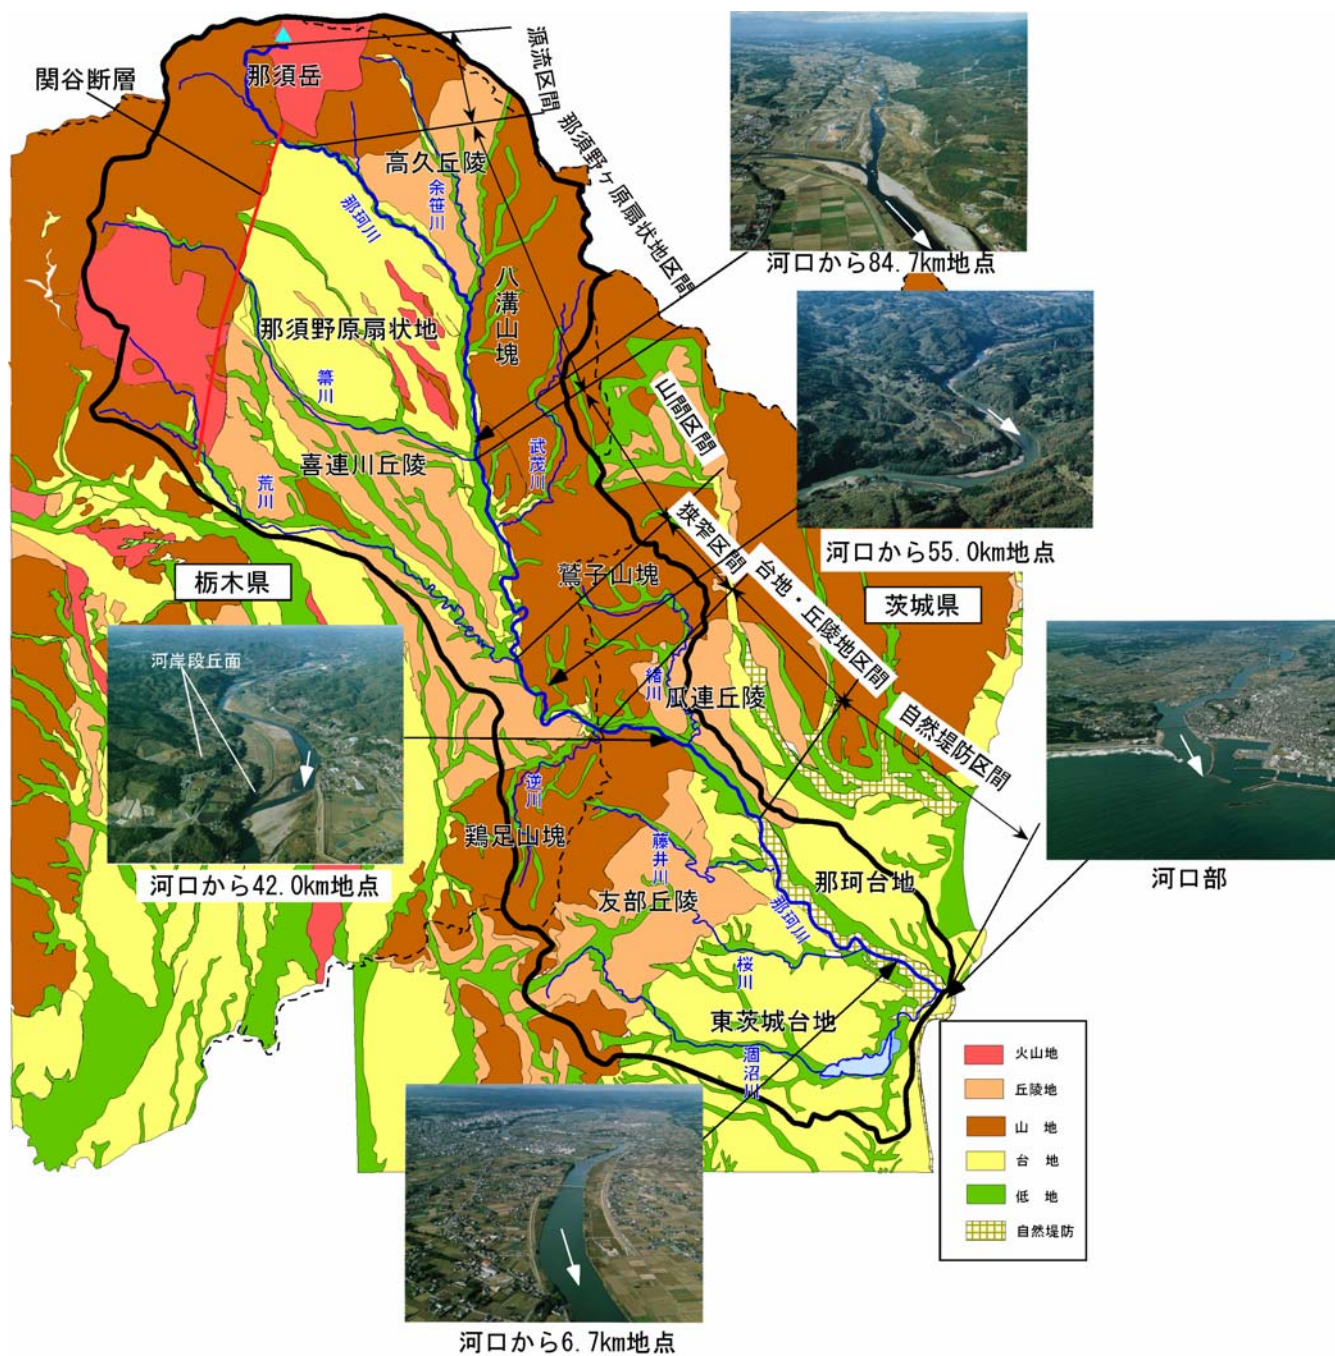 那須岳
関谷断層
源流区間
那須野ヶ原扇状地区間
高久丘陵
余笹川
那珂川
八溝山塊
河口から84.7km地点
那須野原扇状地
箒川
武茂川
喜連川丘陵
荒川
山間区間
狭窄区間
台地・丘陵地区間
自然堤防区間
河口から55.0km地点
栃木県
茨城県
鷲子山塊
緒川
瓜連丘陵
河岸段丘面
河口から42.0km地点
逆川
鶏足山塊
藤井川
友部丘陵
那珂川
那珂台地
桜川
東茨城台地
涸沼川
河口部
火山地
丘陵地
山 地
台 地
低 地
自然堤防
河口から6.7km地点